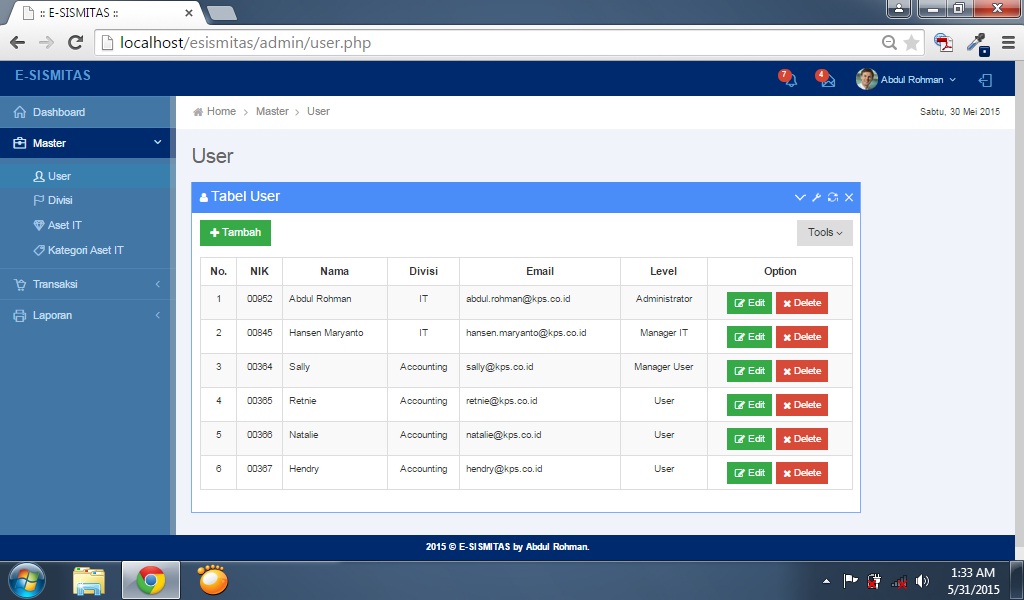 :: E-SISMITAS ::
localhost/esismitas/admin/user.php
E-SISMITAS
7
4
Abdul Rohman
Dashboard
Master
User
Divisi
Aset IT
Kategori Aset IT
Transaksi
Laporan
Home > Master > User
Sabtu, 30 Mei 2015
User
Tabel User
Tambah
Tools
No. NIK Nama Divisi Email Level Option
1 00952 Abdul Rohman IT abdul.rohman@kps.co.id Administrator Edit Delete
2 00845 Hansen Maryanto IT hansen.maryanto@kps.co.id Manager IT Edit Delete
3 00364 Sally Accounting sally@kps.co.id Manager User Edit Delete
4 00365 Retnie Accounting retnie@kps.co.id User Edit Delete
5 00366 Natalie Accounting natalie@kps.co.id User Edit Delete
6 00367 Hendry Accounting hendry@kps.co.id User Edit Delete
2015 © E-SISMITAS by Abdul Rohman.
1:33 AM
5/31/2015